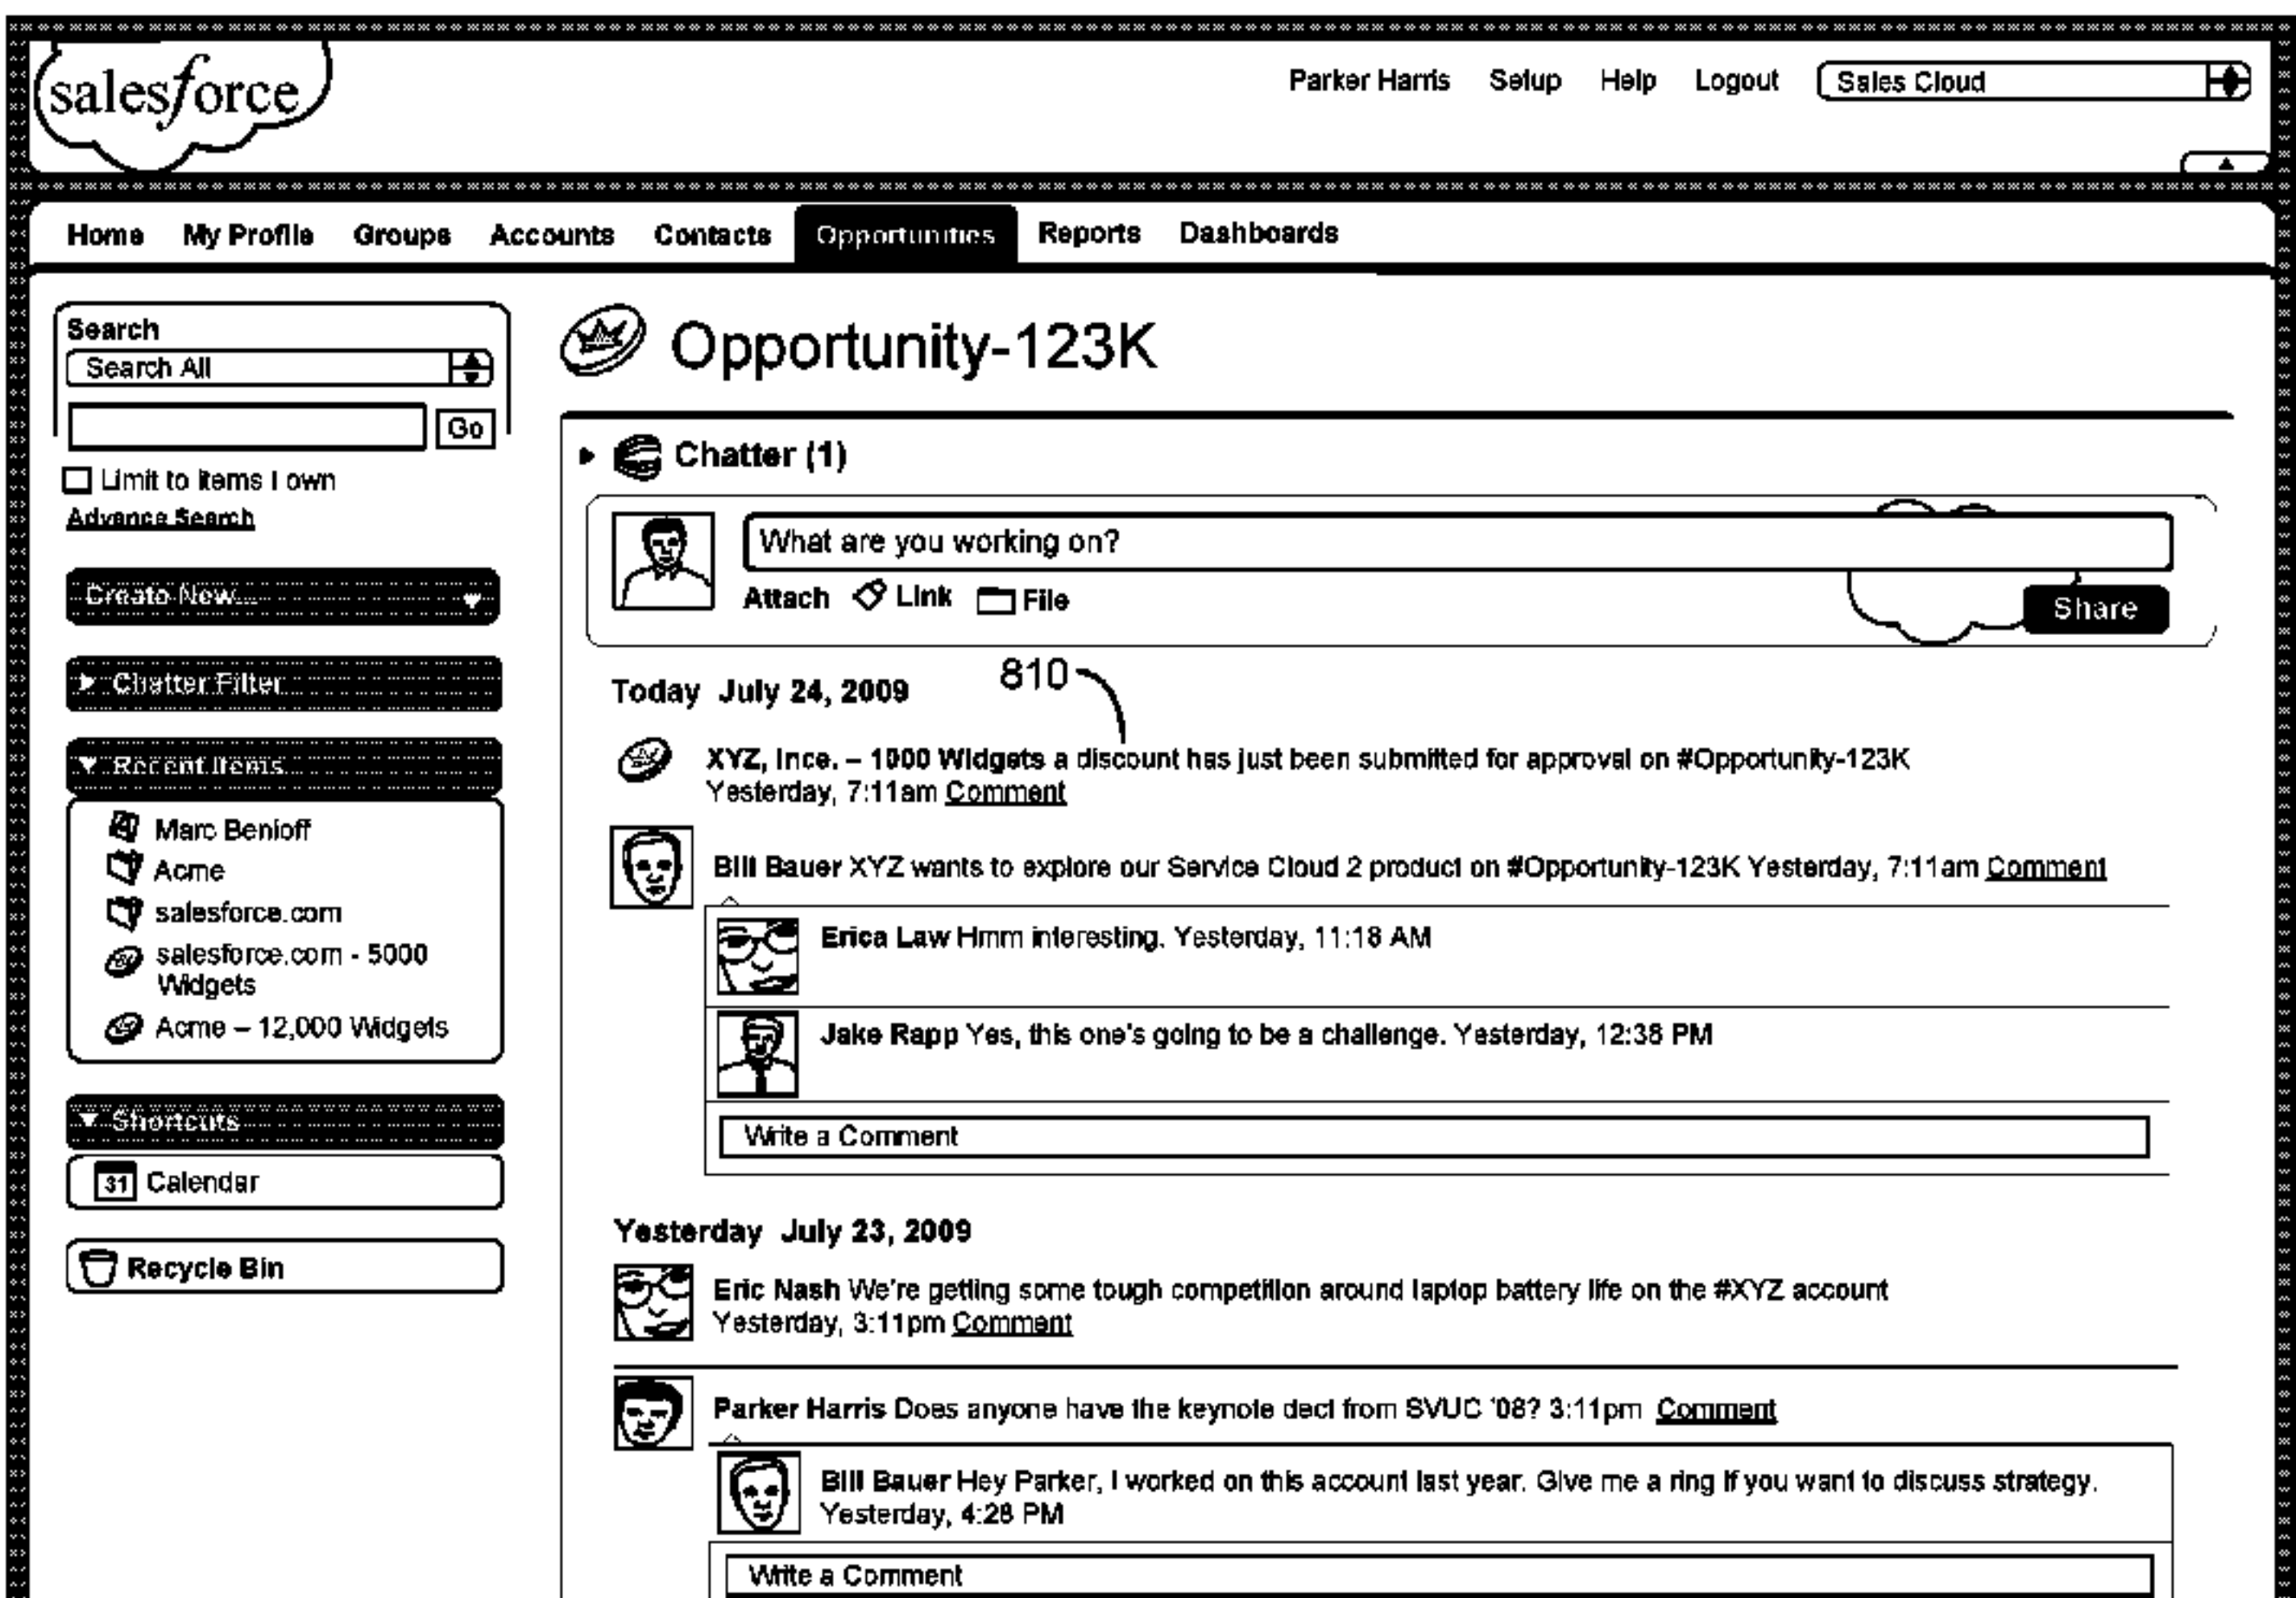 salesforce
Parker Harris Setup Help Logout Sales Cloud
Home My Profile Groups Accounts Contacts Opportunities Reports Dashboards
Search
Search All
Go
Limit to items I own
Advance Search
Create New...
Chatter Filter
Recent Items
Marc Benioff
Acme
salesforce.com
salesforce.com - 5000
Widgets
Acme – 12,000 Widgets
Shortcuts
31 Calendar
Recycle Bin
Opportunity-123K
Chatter (1)
What are you working on?
Attach Link File
Share
810
Today July 24, 2009
XYZ, Ince. – 1000 Widgets a discount has just been submitted for approval on #Opportunity-123K
Yesterday, 7:11am Comment
Bill Bauer XYZ wants to explore our Service Cloud 2 product on #Opportunity-123K Yesterday, 7:11am Comment
Erica Law Hmm interesting. Yesterday, 11:18 AM
Jake Rapp Yes, this one's going to be a challenge. Yesterday, 12:38 PM
Write a Comment
Yesterday July 23, 2009
Eric Nash We're getting some tough competition around laptop battery life on the #XYZ account
Yesterday, 3:11pm Comment
Parker Harris Does anyone have the keynote dect from SVUC '08? 3:11pm Comment
Bill Bauer Hey Parker, I worked on this account last year. Give me a ring if you want to discuss strategy.
Yesterday, 4:28 PM
Write a Comment